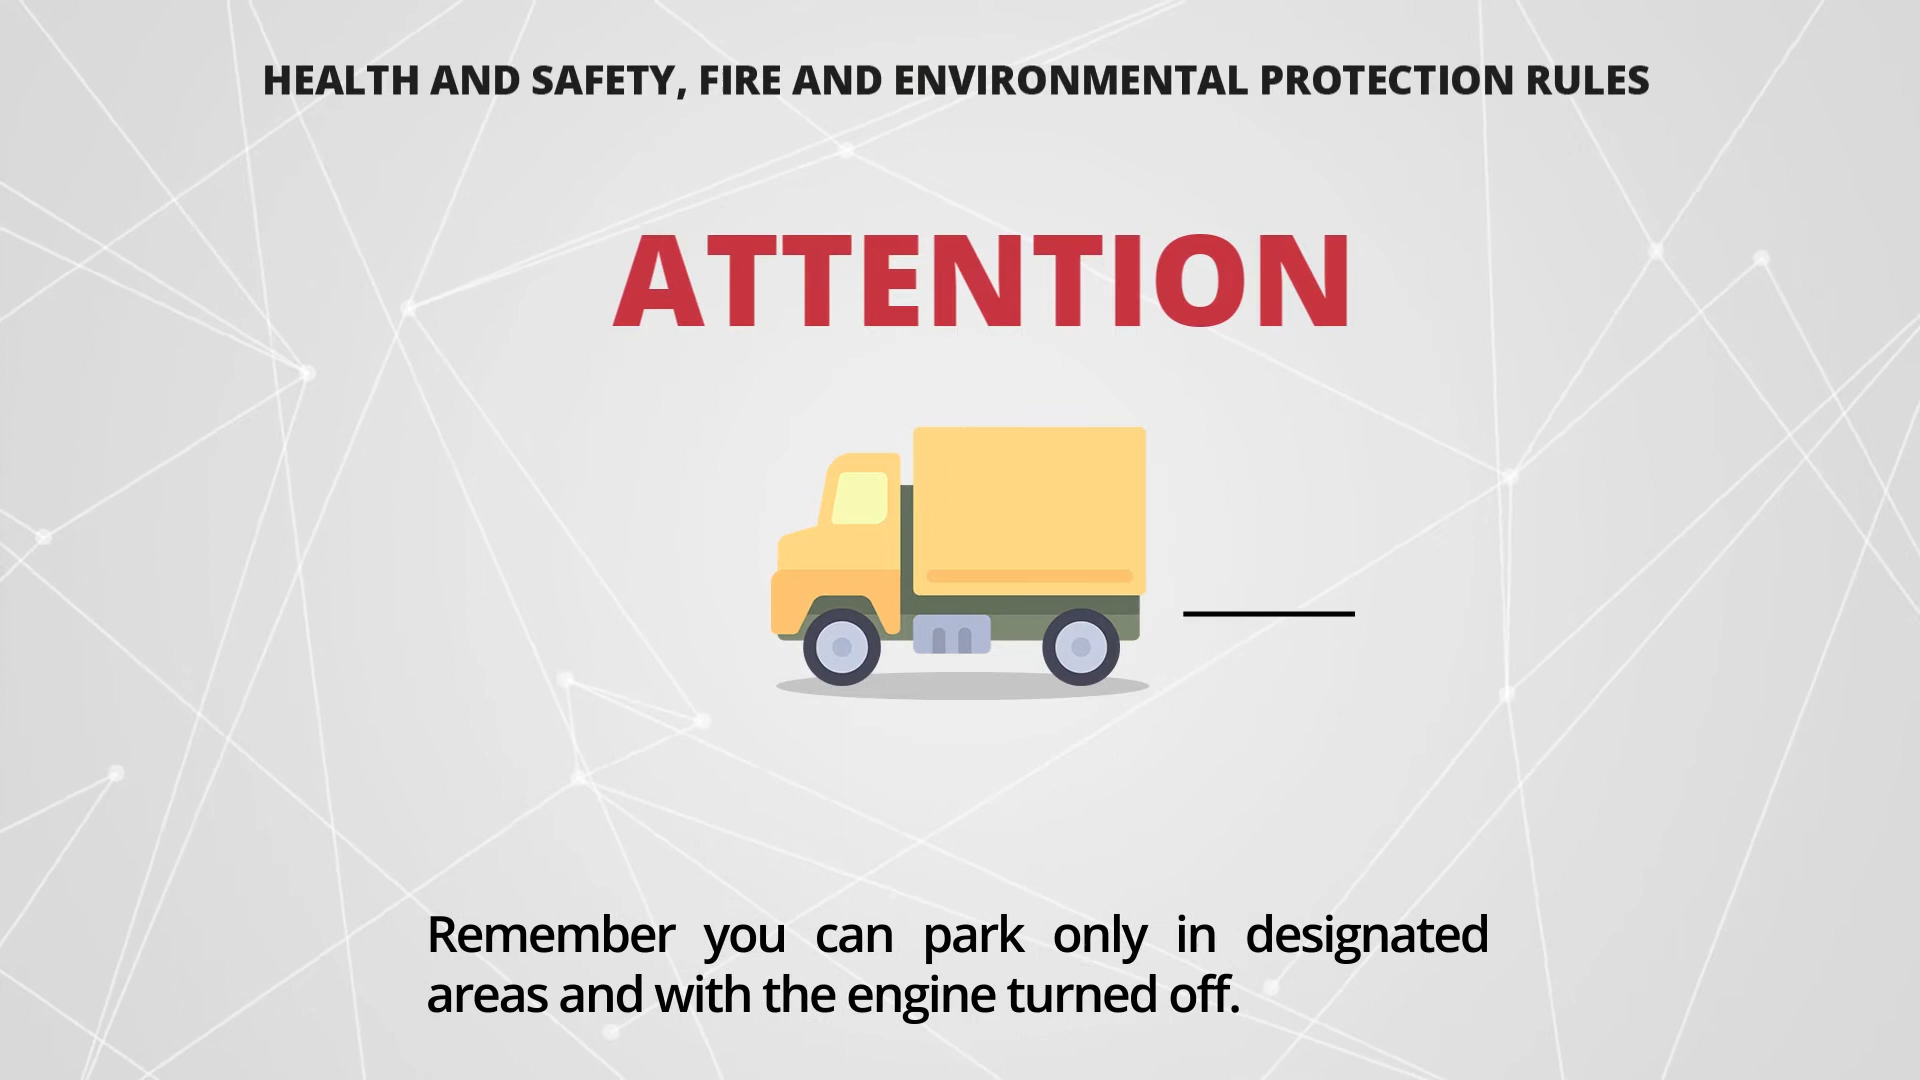 HEALTH AND SAFETY, FIRE AND ENVIRONMENTAL PROTECTION RULES
ATTENTION
Remember you can park only in designated
areas and with the engine turned off.